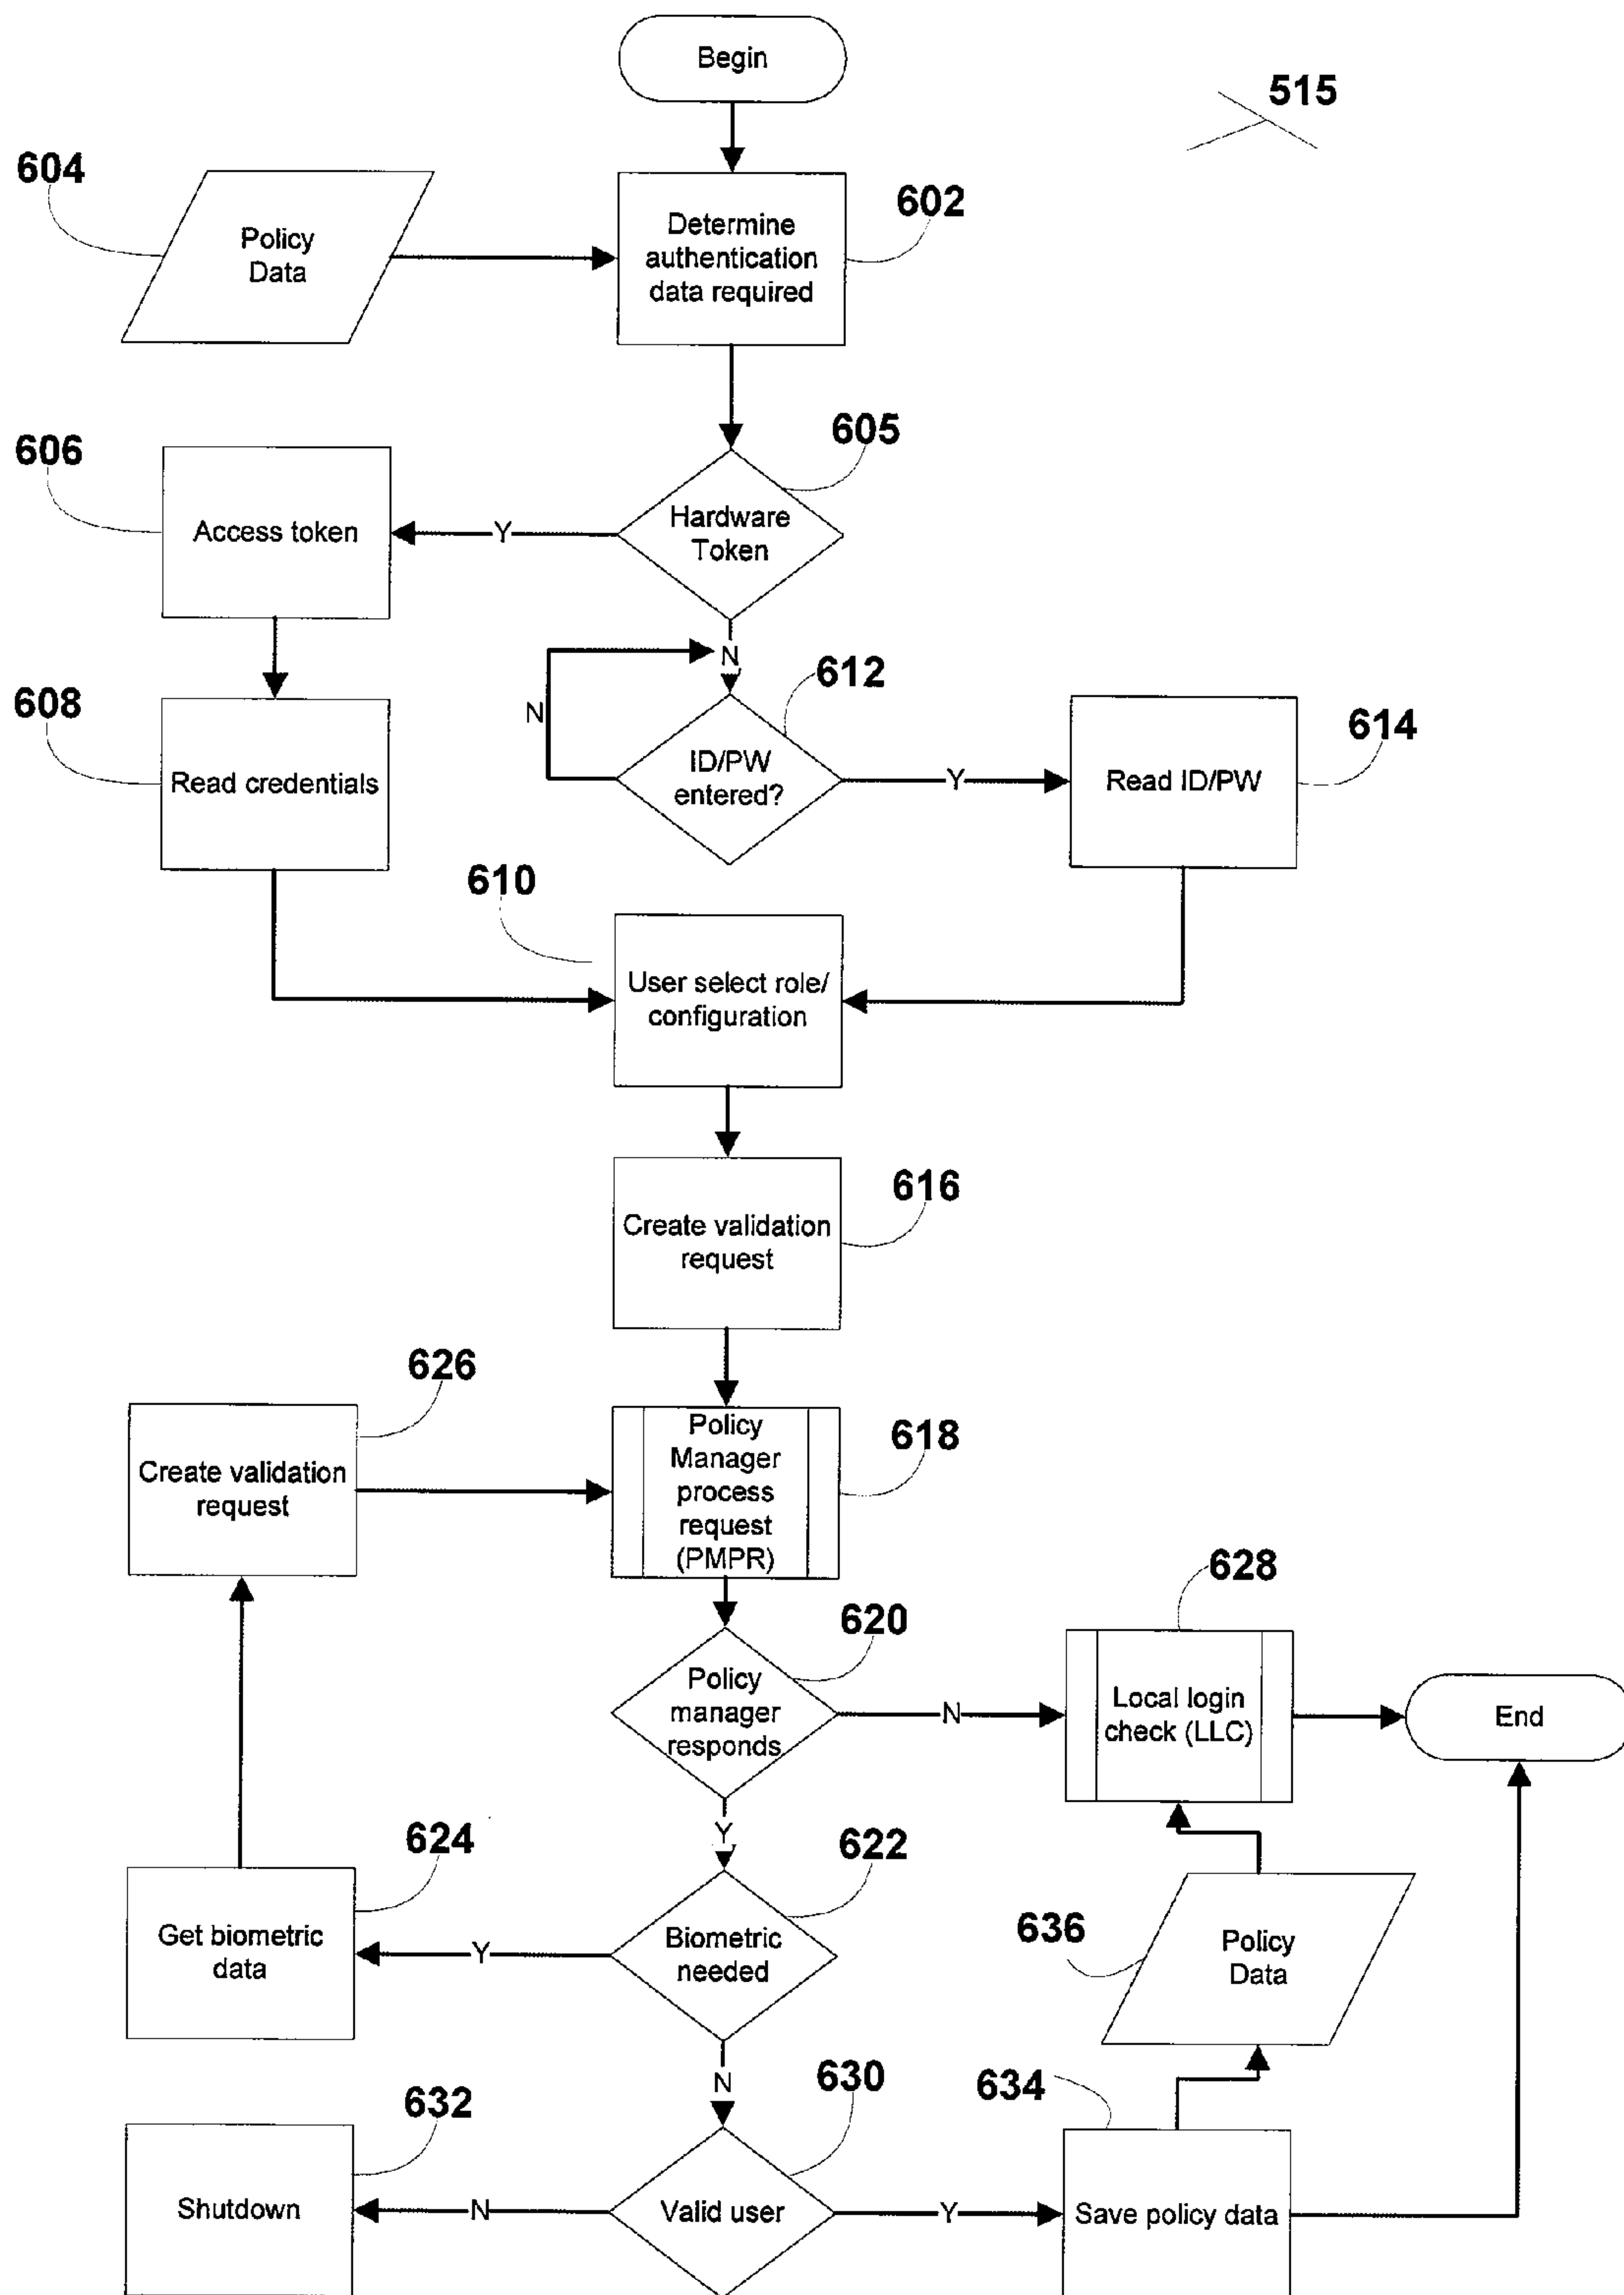 Begin
515
604
Policy
Data
602
Determine
authentication
data required
605
606
Access token
Y
Hardware
Token
N
612
608
Read credentials
N
ID/PW
entered?
Y
614
Read ID/PW
610
User select role/
configuration
616
Create validation
request
626
Create validation
request
618
Policy
Manager
process
request
(PMPR)
628
620
Policy
manager
responds
N
Local login
check (LLC)
End
Y
624
622
Get biometric
data
Y
Biometric
needed
636
Policy
Data
N
630
634
632
Shutdown
N
Valid user
Y
Save policy data